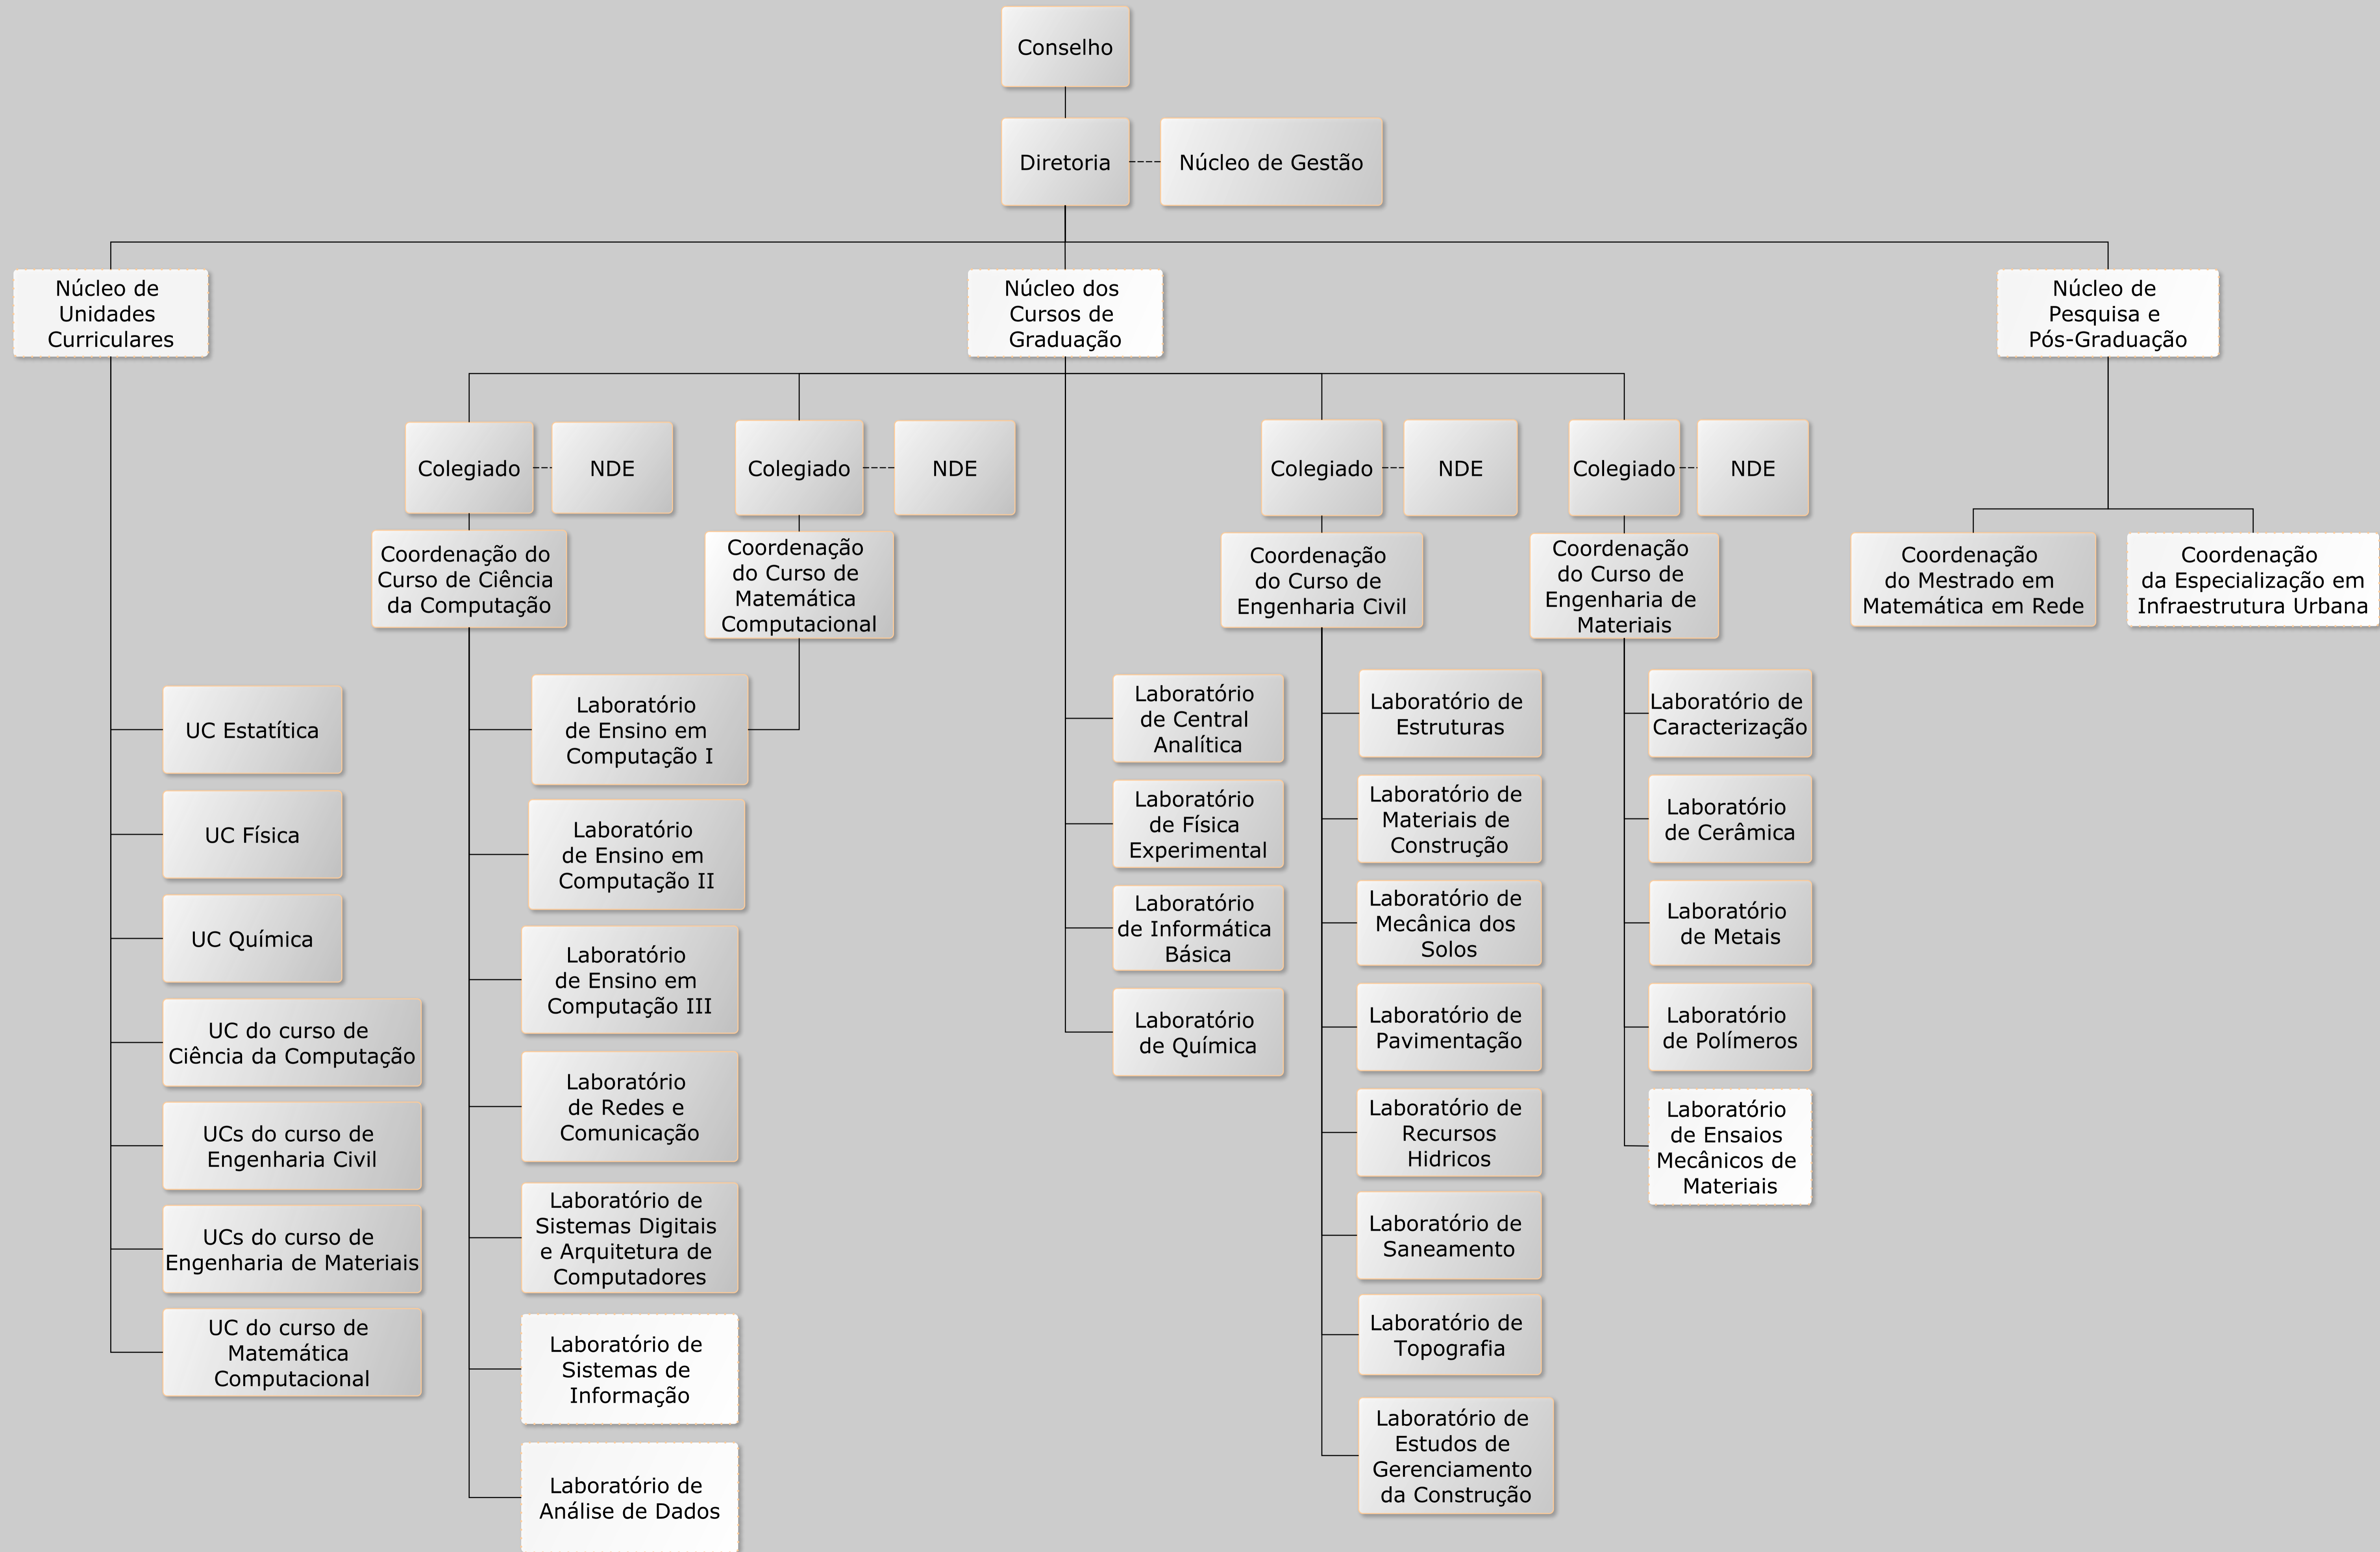 Conselho
Diretoria
Núcleo de Gestão
Núcleo de
Unidades
Curriculares
Núcleo dos
Cursos de
Graduação
Núcleo de
Pesquisa e
Pós-Graduação
Colegiado
NDE
Colegiado
NDE
Colegiado
NDE
Colegiado
NDE
Coordenação do
Curso de Ciência
da Computação
Coordenação
do Curso de
Matemática
Computacional
Coordenação
do Curso de
Engenharia Civil
Coordenação
do Curso de
Engenharia de
Materiais
Coordenação
do Mestrado em
Matemática em Rede
Coordenação
da Especialização em
Infraestrutura Urbana
UC Estatítica
UC Física
UC Química
UC do curso de
Ciência da Computação
UCs do curso de
Engenharia Civil
UCs do curso de
Engenharia de Materiais
UC do curso de
Matemática
Computacional
Laboratório
de Ensino em
Computação I
Laboratório
de Ensino em
Computação II
Laboratório
de Ensino em
Computação III
Laboratório
de Redes e
Comunicação
Laboratório de
Sistemas Digitais
e Arquitetura de
Computadores
Laboratório de
Sistemas de
Informação
Laboratório de
Análise de Dados
Laboratório
de Central
Analítica
Laboratório
de Física
Experimental
Laboratório
de Informática
Básica
Laboratório
de Química
Laboratório de
Estruturas
Laboratório de
Materiais de
Construção
Laboratório de
Mecânica dos
Solos
Laboratório de
Pavimentação
Laboratório de
Recursos
Hidricos
Laboratório de
Saneamento
Laboratório de
Topografia
Laboratório de
Estudos de
Gerenciamento
da Construção
Laboratório de
Caracterização
Laboratório
de Cerâmica
Laboratório
de Metais
Laboratório
de Polímeros
Laboratório
de Ensaios
Mecânicos de
Materiais